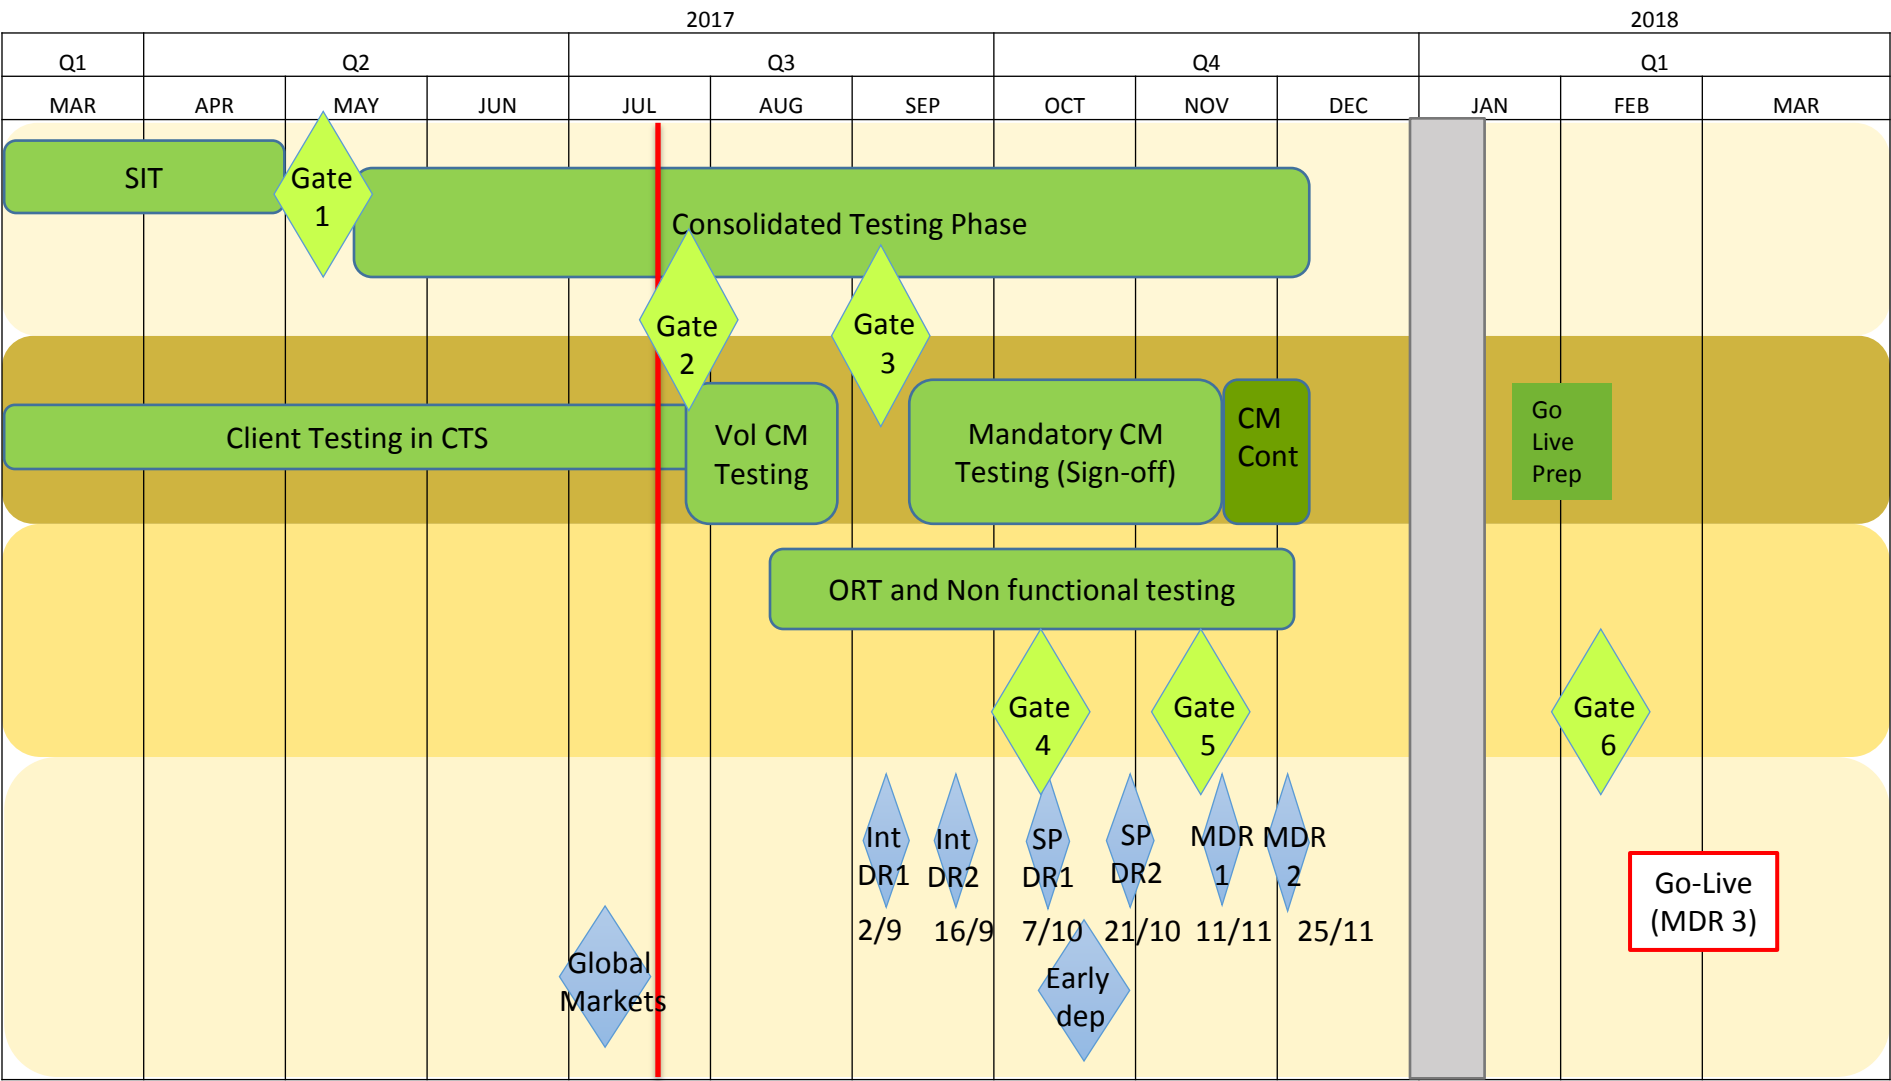 2017
2018
Q1
Q2
Q3
Q4
Q1
MAR
APR
MAY
JUN
JUL
AUG
SEP
OCT
NOV
DEC
JAN
FEB
MAR
SIT
Gate
1
Consolidated Testing Phase
Gate
2
Gate
3
Client Testing in CTS
Vol CM
Testing
Mandatory CM
Testing (Sign-off)
CM
Cont
Go
Live
Prep
ORT and Non functional testing
Gate
4
Gate
5
Gate
6
Int
DR1
Int
DR2
SP
DR1
SP
DR2
MDR
1
MDR
2
2/9
16/9
7/10
21/10
11/11
25/11
Go-Live
(MDR 3)
Global
Markets
Early
dep